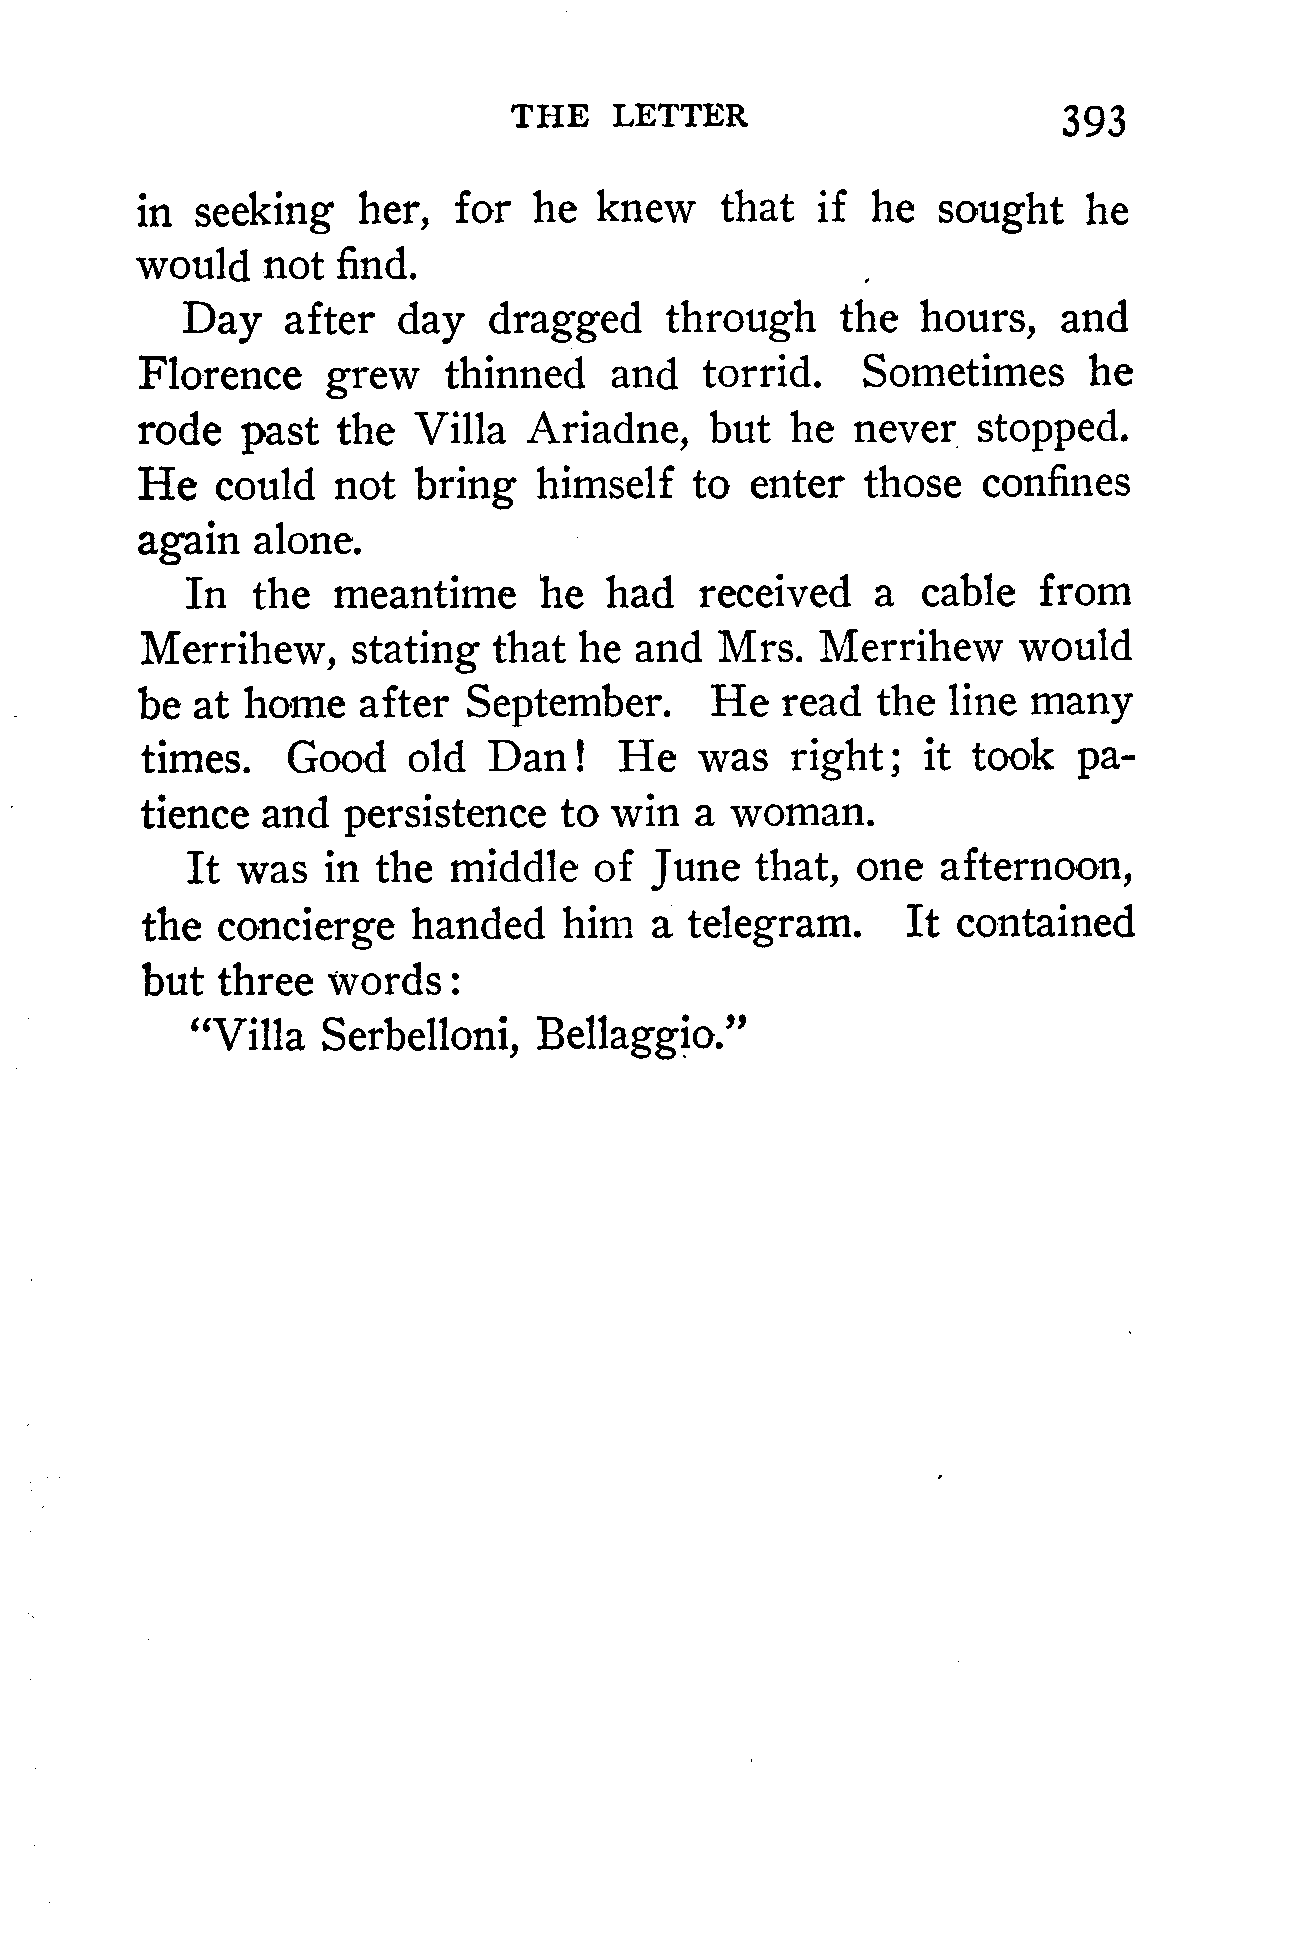 THE LETTER 393
in seeking her, for he knew that if he sought he
would not find.
Day after day dragged through the hours, and
Florence grew thinned and torrid. Sometimes he
rode past the Villa Ariadne, but he never stopped.
He could not bring himself to enter those confines
again alone.
In the meantime he had received a cable from
Merrihew, stating that he and Mrs. Merrihew would
be at home after September. He read the line many
times. Good old Dan! He was right; it took pa-
tience and persistence to win a woman.
It was in the middle of June that, one afternoon,
the concierge handed him a telegram. It contained
but three words:
“Villa Serbelloni, Bellaggio.”